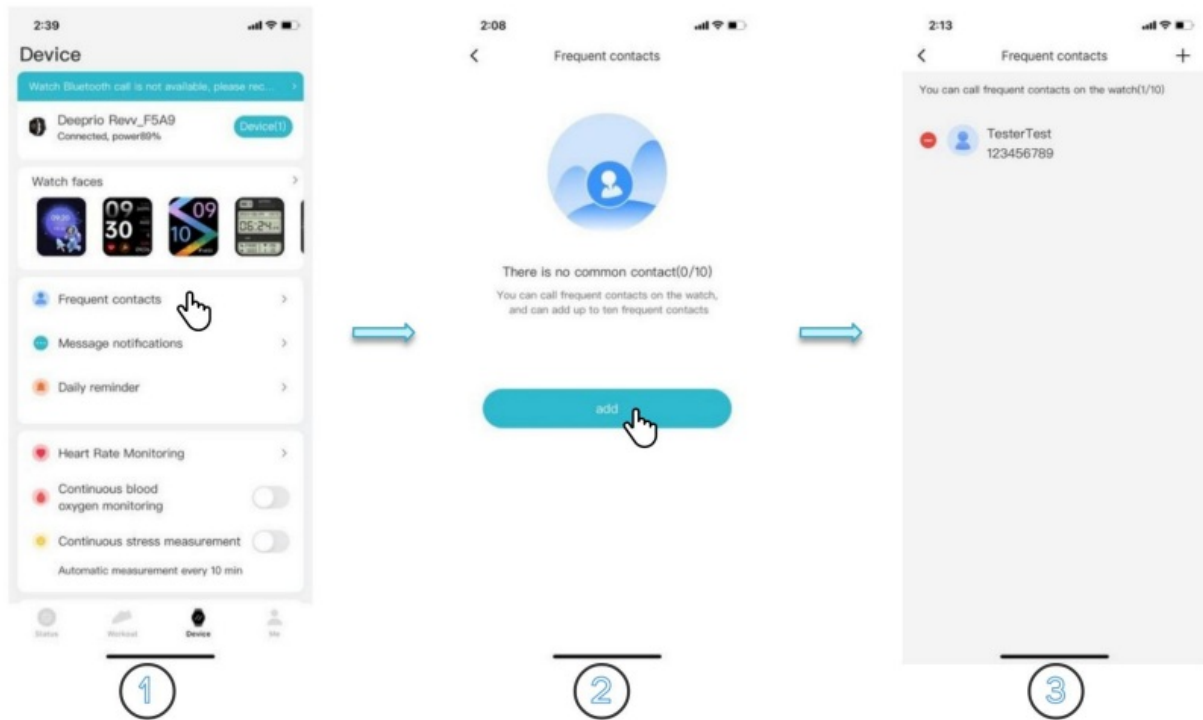 2:39
Device
Watch Bluetooth call is not available, please rec...
Deeprio Revv_F5A9
Connected, power89%
Device(1)
Watch faces
09:20
09
30
09
10
06:24
Frequent contacts
Message notifications
Daily reminder
Heart Rate Monitoring
Continuous blood
oxygen monitoring
Continuous stress measurement
Automatic measurement every 10 min
Status
Workout
Device
Me
1
2:08
Frequent contacts
There is no common contact(0/10)
You can call frequent contacts on the watch,
and can add up to ten frequent contacts
add
2
2:13
Frequent contacts
You can call frequent contacts on the watch(1/10)
TesterTest
123456789
3